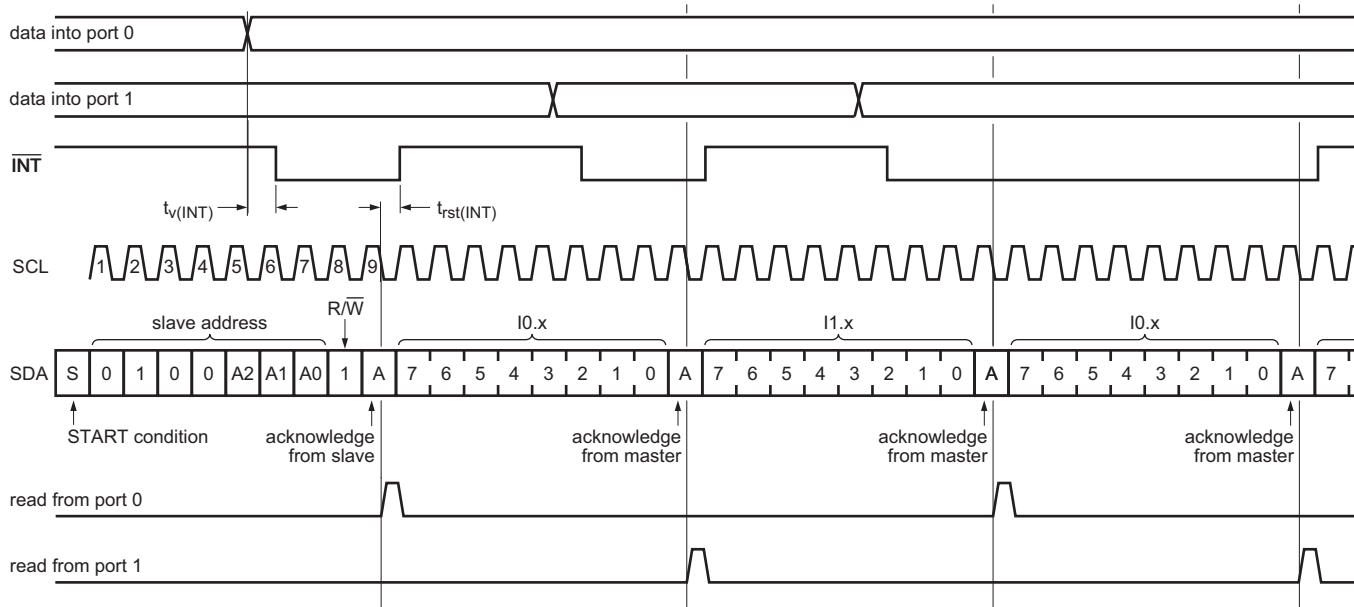 data into port 0
data into port 1
INT
tv(INT) trst(INT)
SCL 1 2 3 4 5 6 7 8 9
R/W
slave address I0.x I1.x I0.x
SDA S 0 1 0 0 A2 A1 A0 1 A 7 6 5 4 3 2 1 0 A 7 6 5 4 3 2 1 0 A 7 6 5 4 3 2 1 0 A 7
START condition acknowledge acknowledge acknowledge acknowledge
from slave from master from master from master
read from port 0
read from port 1